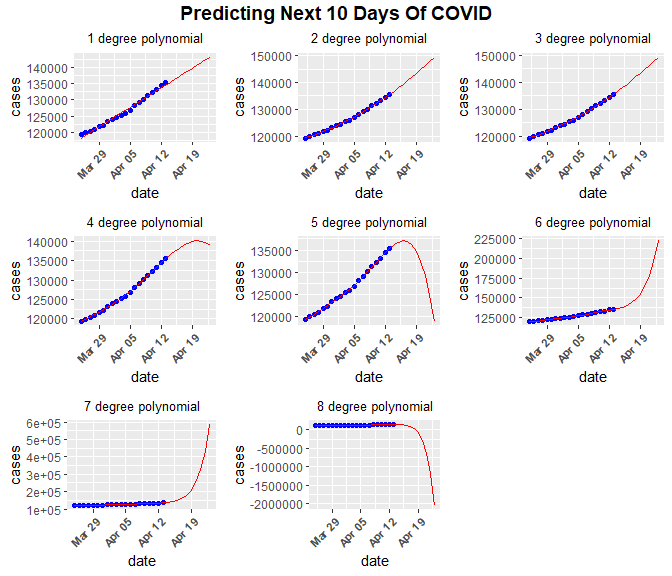 Predicting Next 10 Days Of COVID
1 degree polynomial
cases
140000
135000
130000
125000
120000
Mar 29
Apr 05
Apr 12
Apr 19
date
2 degree polynomial
cases
150000
140000
130000
120000
Mar 29
Apr 05
Apr 12
Apr 19
date
3 degree polynomial
cases
150000
140000
130000
120000
Mar 29
Apr 05
Apr 12
Apr 19
date
4 degree polynomial
cases
140000
135000
130000
125000
120000
Mar 29
Apr 05
Apr 12
Apr 19
date
5 degree polynomial
cases
135000
130000
125000
120000
Mar 29
Apr 05
Apr 12
Apr 19
date
6 degree polynomial
cases
225000
200000
175000
150000
125000
Mar 29
Apr 05
Apr 12
Apr 19
date
7 degree polynomial
cases
6e+05
5e+05
4e+05
3e+05
2e+05
1e+05
Mar 29
Apr 05
Apr 12
Apr 19
date
8 degree polynomial
cases
0
-500000
-1000000
-1500000
-2000000
Mar 29
Apr 05
Apr 12
Apr 19
date